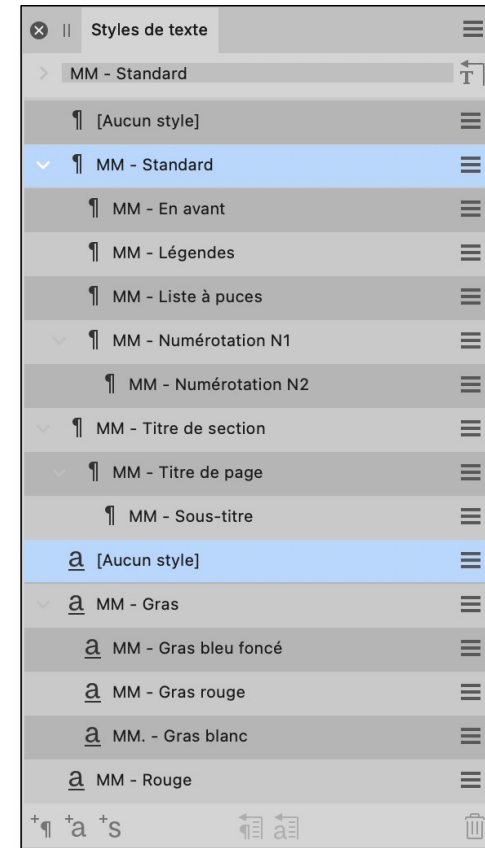 Styles de texte
MM - Standard
¶ [Aucun style]
¶ MM - Standard
¶ MM - En avant
¶ MM - Légendes
¶ MM - Liste à puces
¶ MM - Numérotation N1
¶ MM - Numérotation N2
¶ MM - Titre de section
¶ MM - Titre de page
¶ MM - Sous-titre
a [Aucun style]
a MM - Gras
a MM - Gras bleu foncé
a MM - Gras rouge
a MM. - Gras blanc
a MM - Rouge
+¶ +a +S